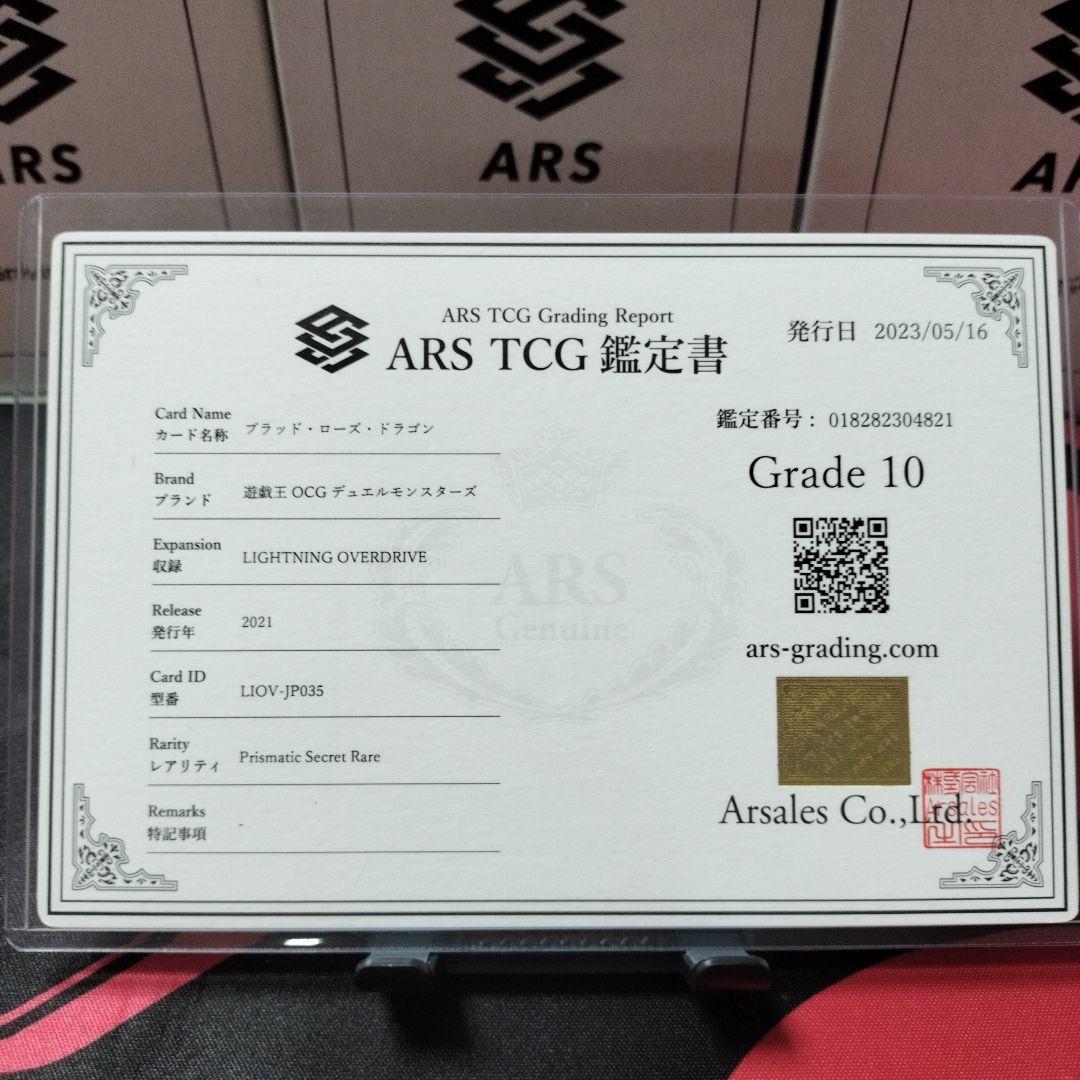 ARS
ARS
ARS TCG Grading Report
ARS TCG 鑑定書
発行日 2023/05/16
Card Name
カード名称 ブラッド・ローズ・ドラゴン
鑑定番号： 018282304821
Grade 10
Brand
ブランド 遊戯王 OCG デュエルモンスターズ
Expansion
収録 LIGHTNING OVERDRIVE
ARS
Genuine
Release
発行年 2021
ars-grading.com
Card ID
型番 LIOV-JP035
Rarity
レアリティ Prismatic Secret Rare
Remarks
特記事項 -
Arsales Co.,Ltd.
Arsales